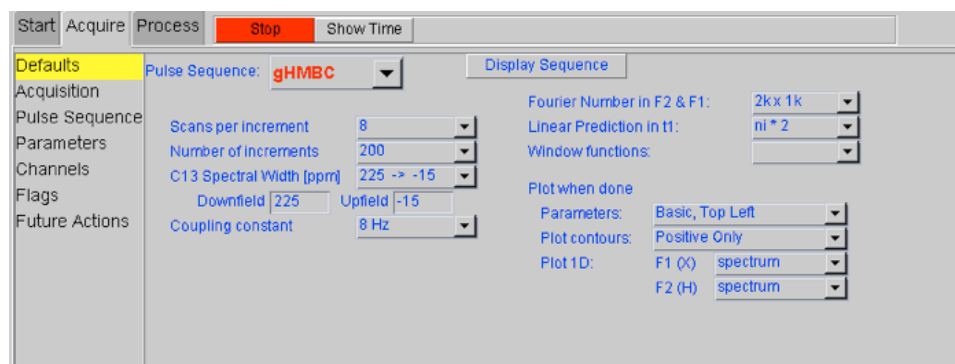 Start Acquire Process Stop Show Time
Defaults
Acquisition
Pulse Sequence
Parameters
Channels
Flags
Future Actions
Pulse Sequence: gHMBC Display Sequence
Scans per increment 8
Number of increments 200
C13 Spectral Width [ppm] 225 -> -15
Downfield 225 Upfield -15
Coupling constant 8 Hz
Fourier Number in F2 & F1: 2k x 1k
Linear Prediction in t1: ni * 2
Window functions:
Plot when done
Parameters: Basic, Top Left
Plot contours: Positive Only
Plot 1D: F1 (X) spectrum
F2 (H) spectrum